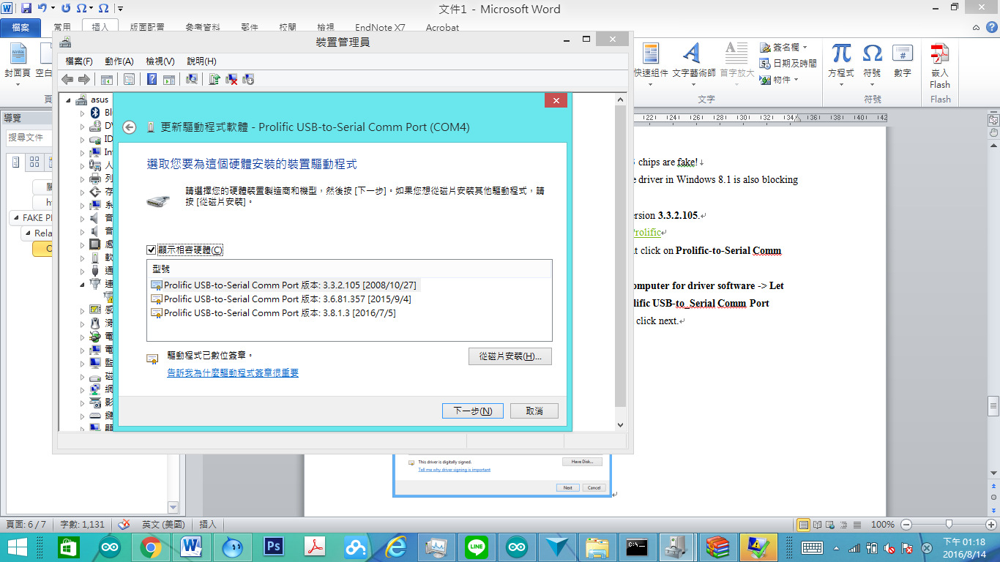 文件1 - Microsoft Word
檔案
常用
插入
版面配置
參考資料
郵件
校閱
檢視
EndNote X7
Acrobat
封面頁
快速組件
文字藝術師
首字放大
簽名欄
日期及時間
物件
文字
方程式
符號
數字
符號
嵌入
Flash
Flash
導覽
搜尋文件
FAKE
裝置管理員
檔案(F)
動作(A)
檢視(V)
說明(H)
asus
更新驅動程式軟體 - Prolific USB-to-Serial Comm Port (COM4)
選取您要為這個硬體安裝的裝置驅動程式
請選擇您的硬體裝置製造商和機型，然後按 [下一步]。如果您想從磁片安裝其他驅動程式，請
按 [從磁片安裝]。
顯示相容硬體(C)
型號
Prolific USB-to-Serial Comm Port 版本: 3.3.2.105 [2008/10/27]
Prolific USB-to-Serial Comm Port 版本: 3.6.81.357 [2015/9/4]
Prolific USB-to-Serial Comm Port 版本: 3.8.1.3 [2016/7/5]
驅動程式已數位簽章。
告訴我為什麼驅動程式簽章很重要
從磁片安裝(H)...
下一步(N)
取消
122 124 126 128 130 132 134 136 138 140 142
chips are fake!
driver in Windows 8.1 is also blocking
3.3.2.105.
Prolific
click on Prolific-to-Serial Comm
for driver software -> Let
USB-to_Serial Comm Port
click next.
This driver is digitally signed.
Tell me why driver signing is important
Have Disk...
Next
Cancel
頁面: 6 / 7
字數: 1,131
英文 (美國)
插入
100%
下午 01:18
2016/8/14